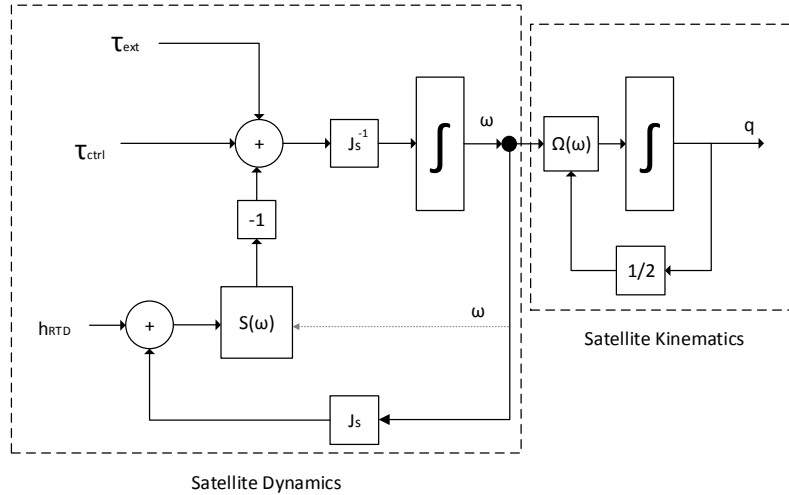 τext
τctrl
+
Js-1
∫
ω
Ω(ω)
∫
q
-1
1/2
hRTD
+
S(ω)
ω
Js
Satellite Kinematics
Satellite Dynamics